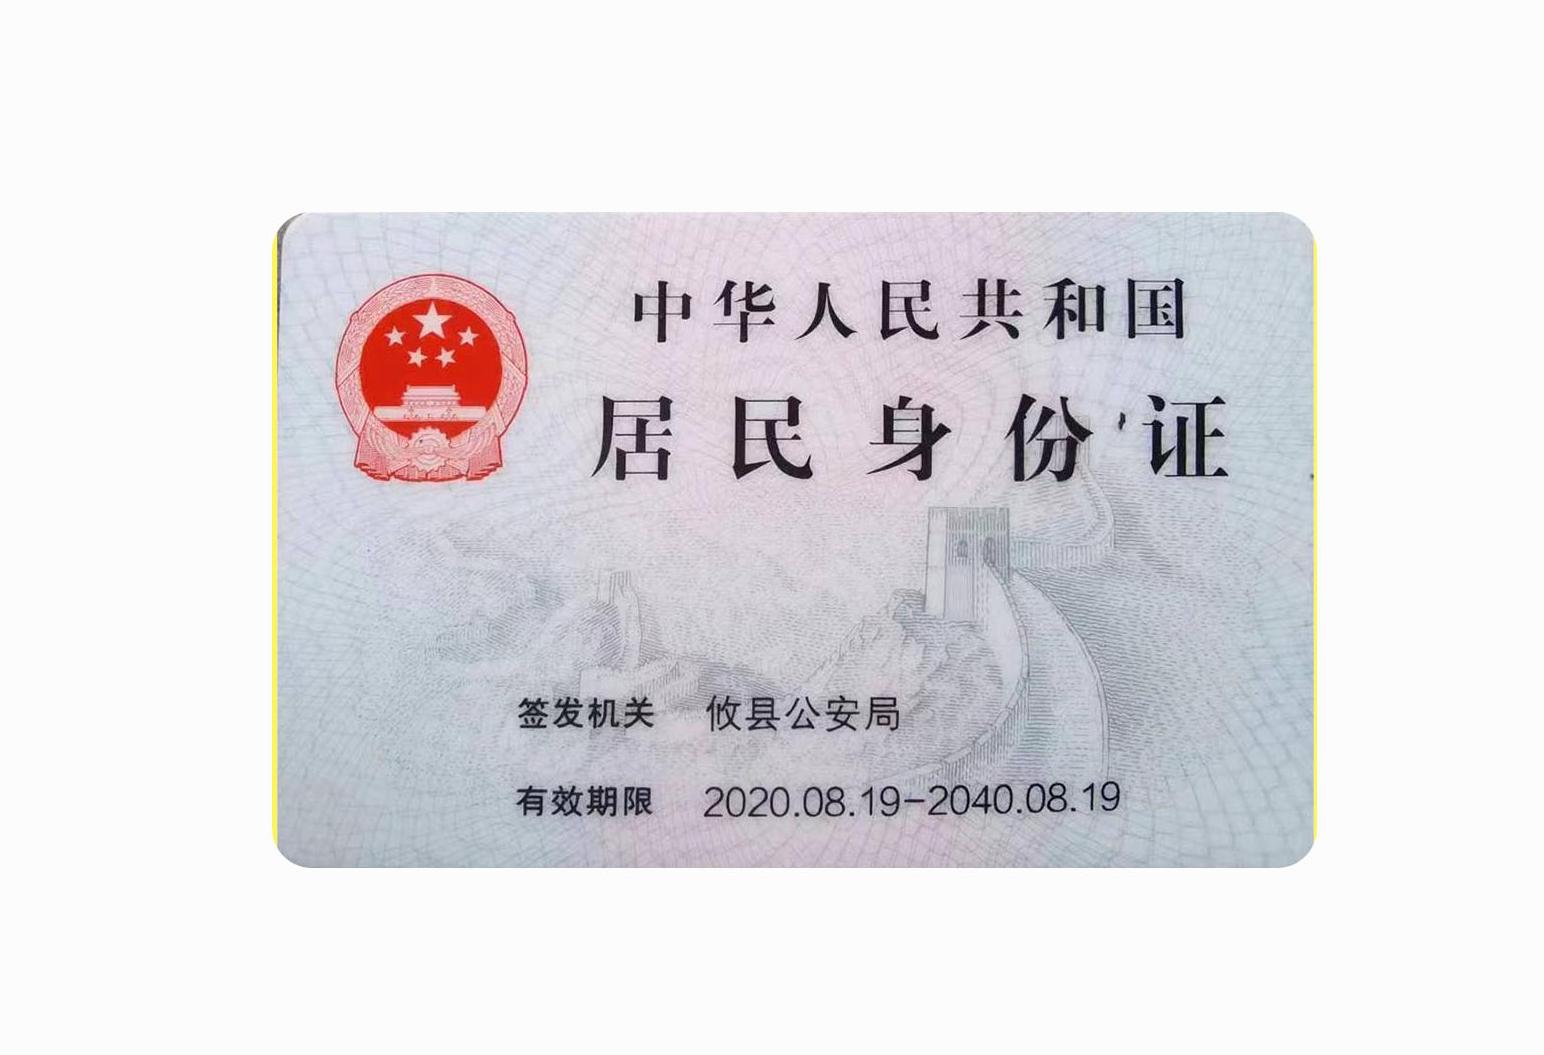 中华人民共和国
居民身份证
签发机关 攸县公安局
有效期限 2020.08.19-2040.08.19